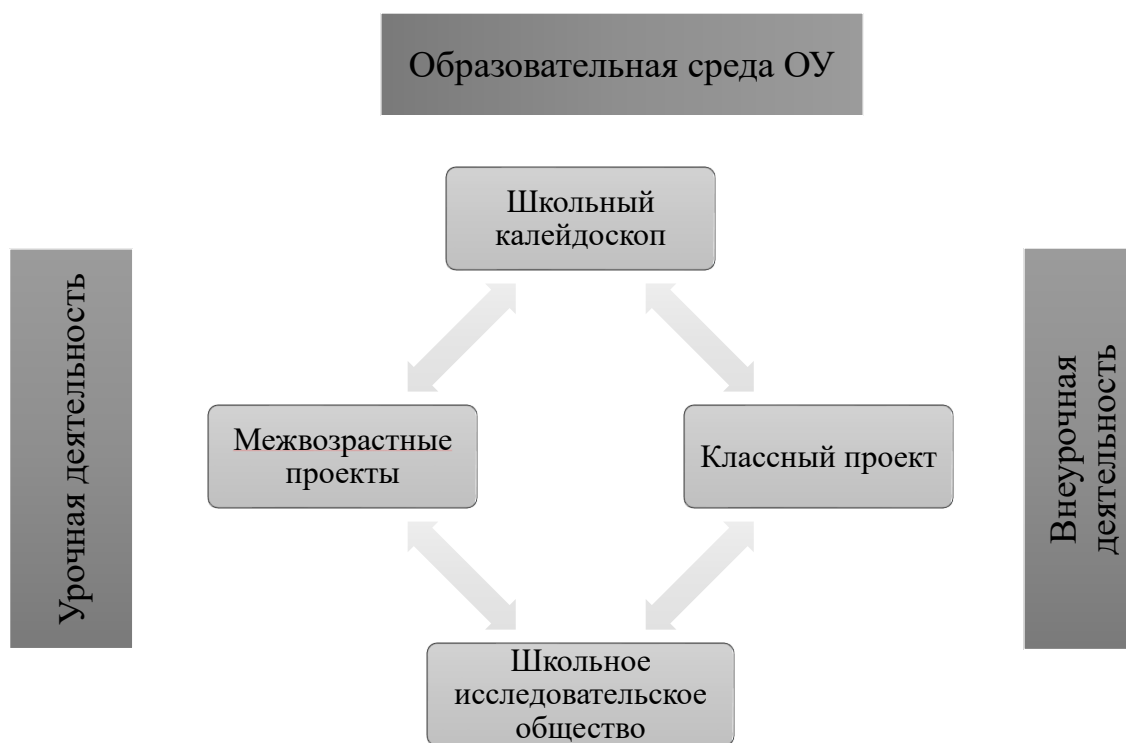 Образовательная среда ОУ
Школьный
калейдоскоп
Урочная деятельность
Межвозрастные
проекты
Классный проект
Внеурочная
деятельность
Школьное
исследовательское
общество